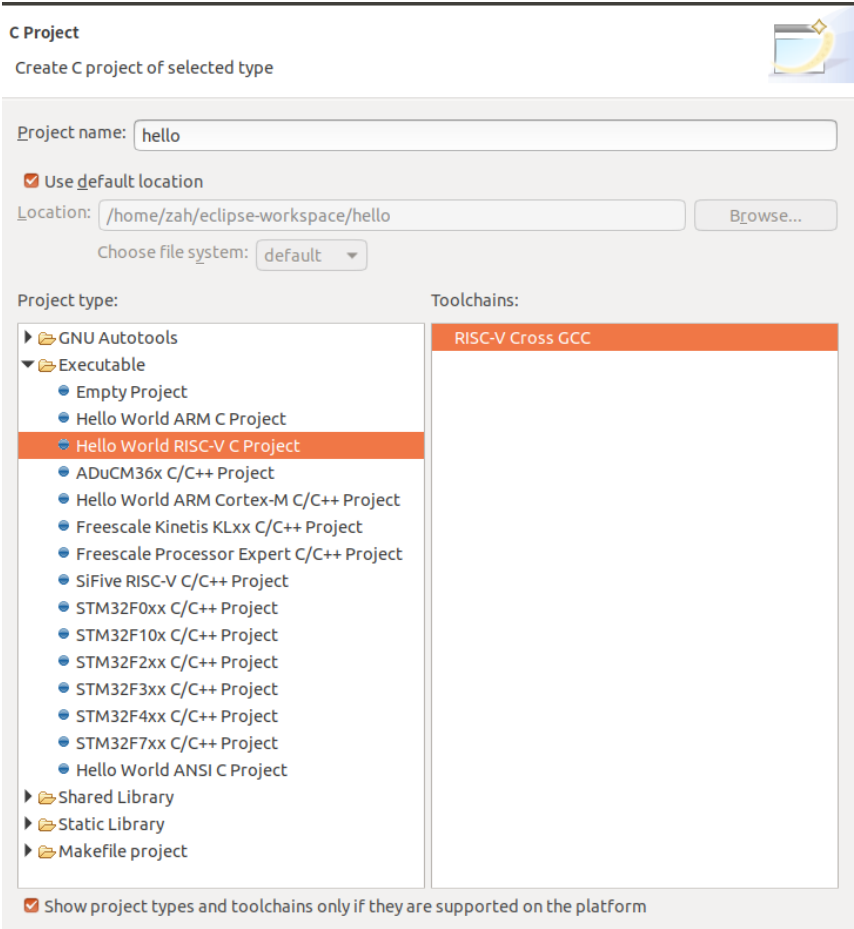 C Project
Create C project of selected type
Project name: hello
Use default location
Location: /home/zah/eclipse-workspace/hello Browse...
Choose file system: default
Project type: Toolchains:
GNU Autotools RISC-V Cross GCC
Executable
Empty Project
Hello World ARM C Project
Hello World RISC-V C Project
ADuCM36x C/C++ Project
Hello World ARM Cortex-M C/C++ Project
Freescale Kinetis KLxx C/C++ Project
Freescale Processor Expert C/C++ Project
SiFive RISC-V C/C++ Project
STM32F0xx C/C++ Project
STM32F10x C/C++ Project
STM32F2xx C/C++ Project
STM32F3xx C/C++ Project
STM32F4xx C/C++ Project
STM32F7xx C/C++ Project
Hello World ANSI C Project
Shared Library
Static Library
Makefile project
Show project types and toolchains only if they are supported on the platform